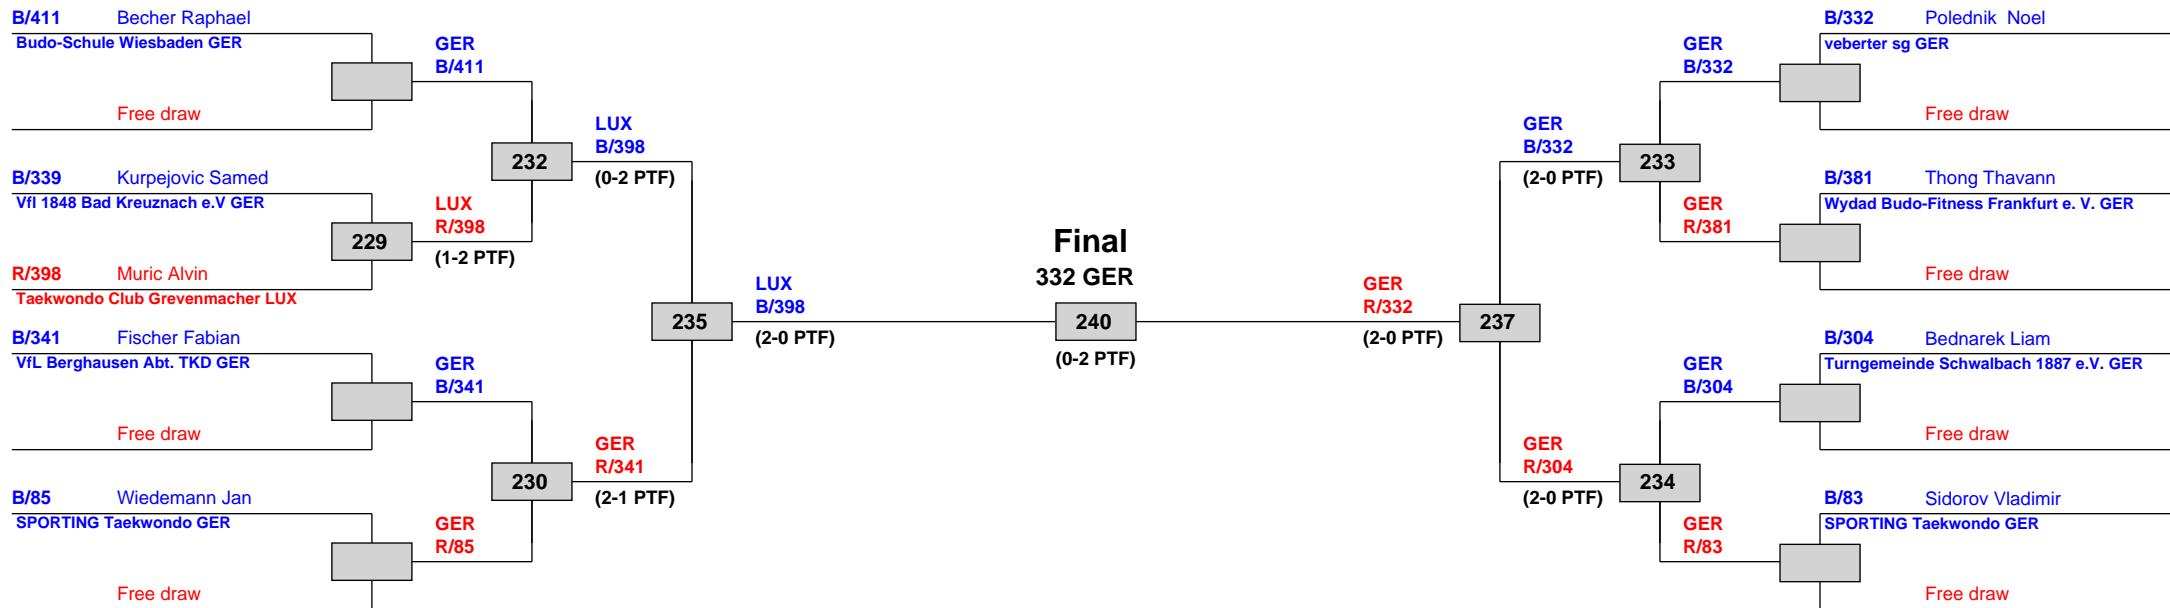 B/411 Becher Raphael
Budo-Schule Wiesbaden GER
Free draw
B/339 Kurpejovic Samed
Vfl 1848 Bad Kreuznach e.V GER
229
R/398 Muric Alvin
Taekwondo Club Grevenmacher LUX
B/341 Fischer Fabian
VfL Berghausen Abt. TKD GER
Free draw
B/85 Wiedemann Jan
SPORTING Taekwondo GER
Free draw
GER
B/411
232
LUX
R/398
(1-2 PTF)
GER
B/341
230
GER
R/85
LUX
B/398
(0-2 PTF)
235
GER
R/341
(2-1 PTF)
LUX
B/398
(2-0 PTF)
Final
332 GER
240
(0-2 PTF)
GER
R/332
(2-0 PTF)
237
GER
B/332
(2-0 PTF)
233
GER
R/304
(2-0 PTF)
234
GER
B/332
GER
R/381
GER
B/304
GER
R/83
B/332 Polednik Noel
veberter sg GER
Free draw
B/381 Thong Thavann
Wydad Budo-Fitness Frankfurt e. V. GER
Free draw
B/304 Bednarek Liam
Turngemeinde Schwalbach 1887 e.V. GER
Free draw
B/83 Sidorov Vladimir
SPORTING Taekwondo GER
Free draw